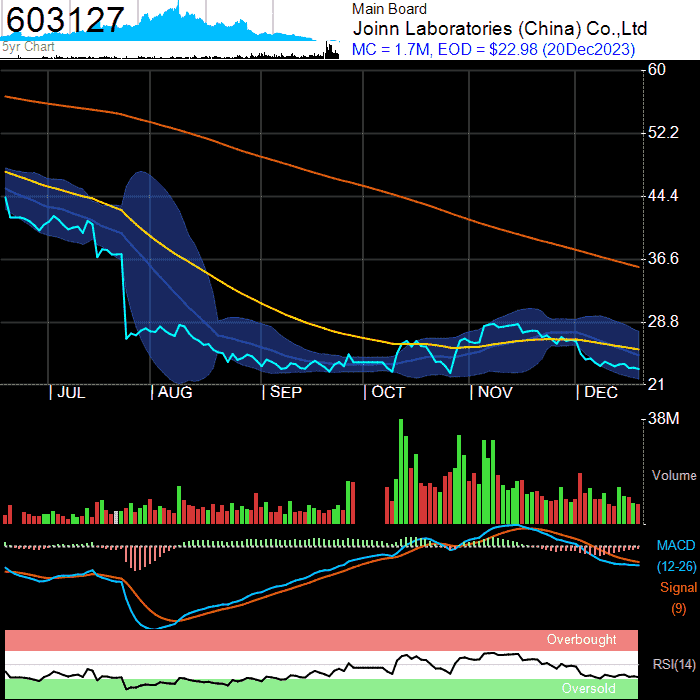 603127
5yr Chart
Main Board
Joinn Laboratories (China) Co.,Ltd
MC = 1.7M, EOD = $22.98 (20Dec2023)
60
52.2
44.4
36.6
28.8
21
| JUL | AUG | SEP | OCT | NOV | DEC
38M
Volume
MACD
(12-26)
Signal
(9)
Overbought
RSI(14)
Oversold